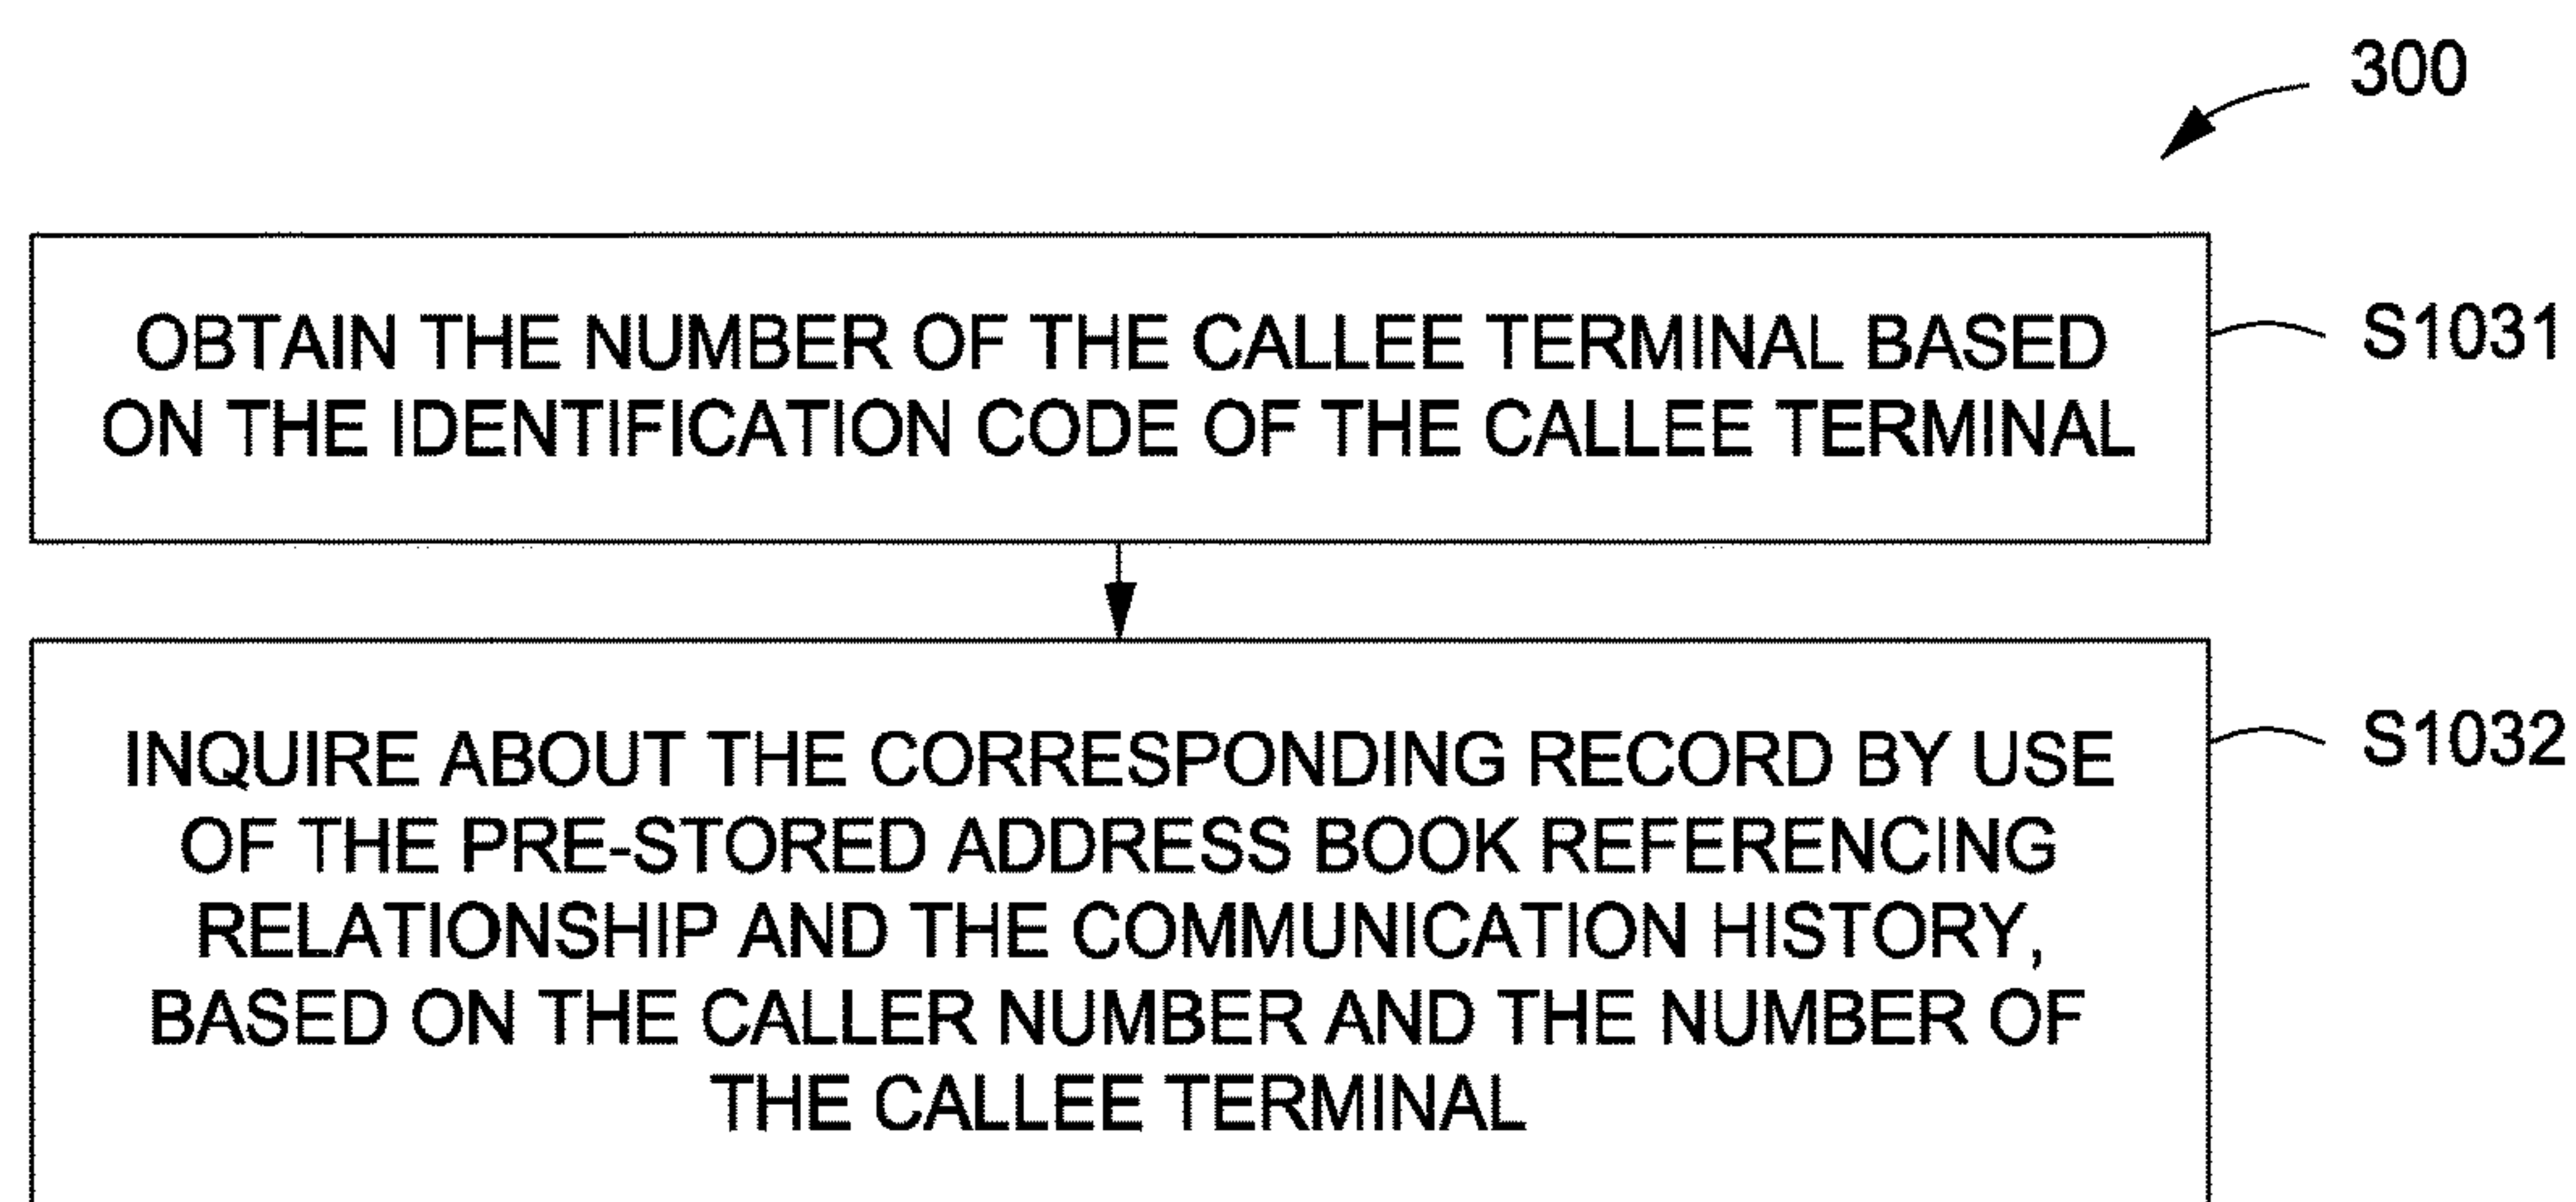 300
OBTAIN THE NUMBER OF THE CALLEE TERMINAL BASED
ON THE IDENTIFICATION CODE OF THE CALLEE TERMINAL
S1031
INQUIRE ABOUT THE CORRESPONDING RECORD BY USE
OF THE PRE-STORED ADDRESS BOOK REFERENCING
RELATIONSHIP AND THE COMMUNICATION HISTORY,
BASED ON THE CALLER NUMBER AND THE NUMBER OF
THE CALLEE TERMINAL
S1032